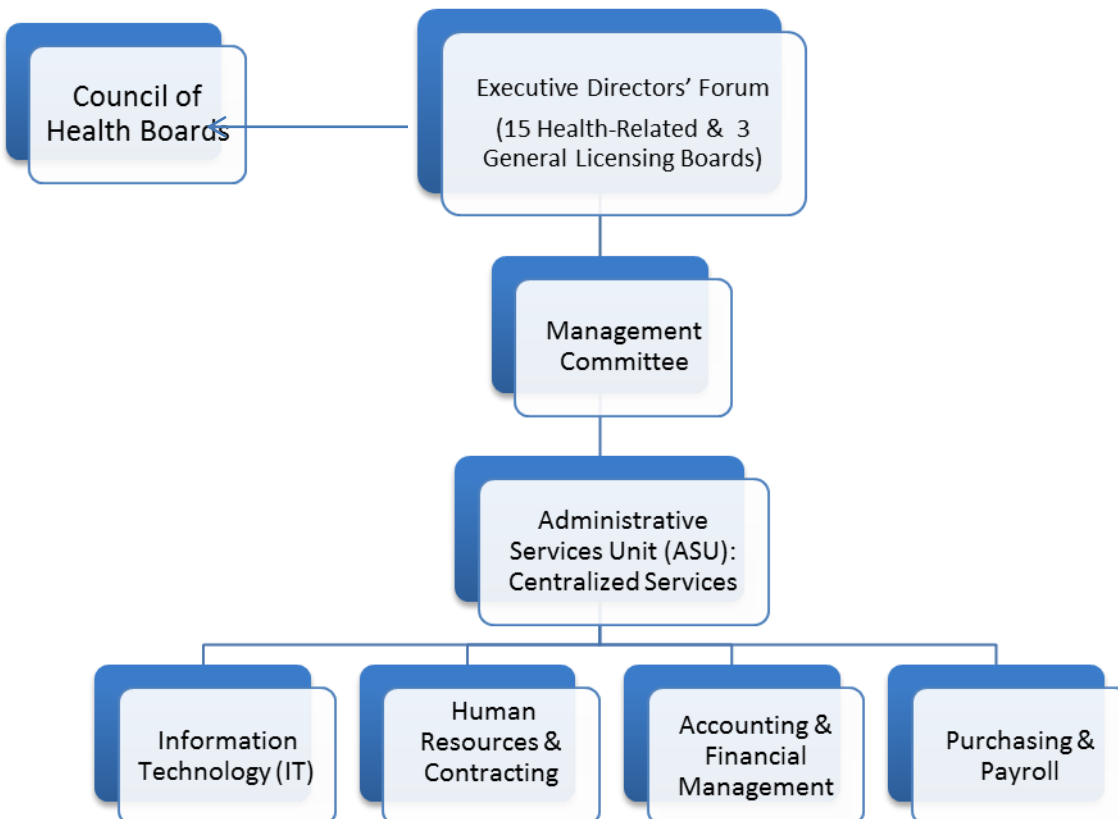 Council of
Health Boards
Executive Directors’ Forum
(15 Health-Related & 3
General Licensing Boards)
Management
Committee
Administrative
Services Unit (ASU):
Centralized Services
Information
Technology (IT)
Human
Resources &
Contracting
Accounting &
Financial
Management
Purchasing &
Payroll